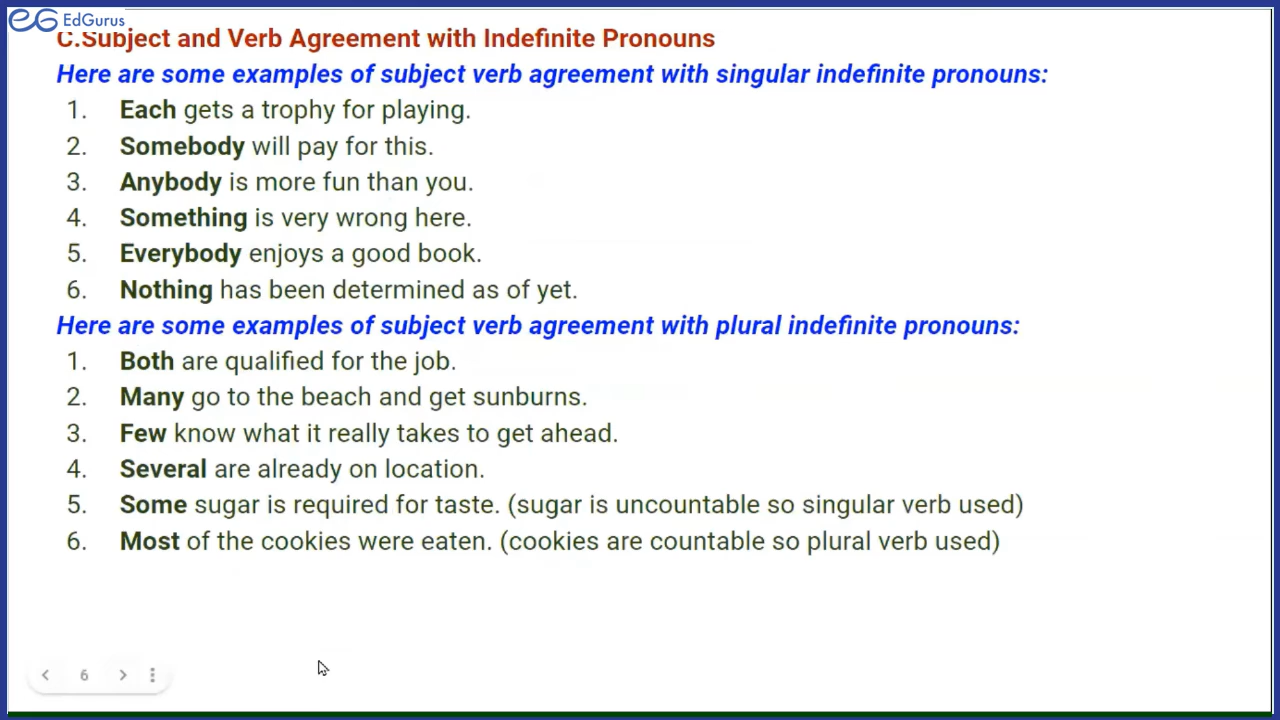 EdGurus
C.Subject and Verb Agreement with Indefinite Pronouns
Here are some examples of subject verb agreement with singular indefinite pronouns:
1. Each gets a trophy for playing.
2. Somebody will pay for this.
3. Anybody is more fun than you.
4. Something is very wrong here.
5. Everybody enjoys a good book.
6. Nothing has been determined as of yet.
Here are some examples of subject verb agreement with plural indefinite pronouns:
1. Both are qualified for the job.
2. Many go to the beach and get sunburns.
3. Few know what it really takes to get ahead.
4. Several are already on location.
5. Some sugar is required for taste. (sugar is uncountable so singular verb used)
6. Most of the cookies were eaten. (cookies are countable so plural verb used)
6